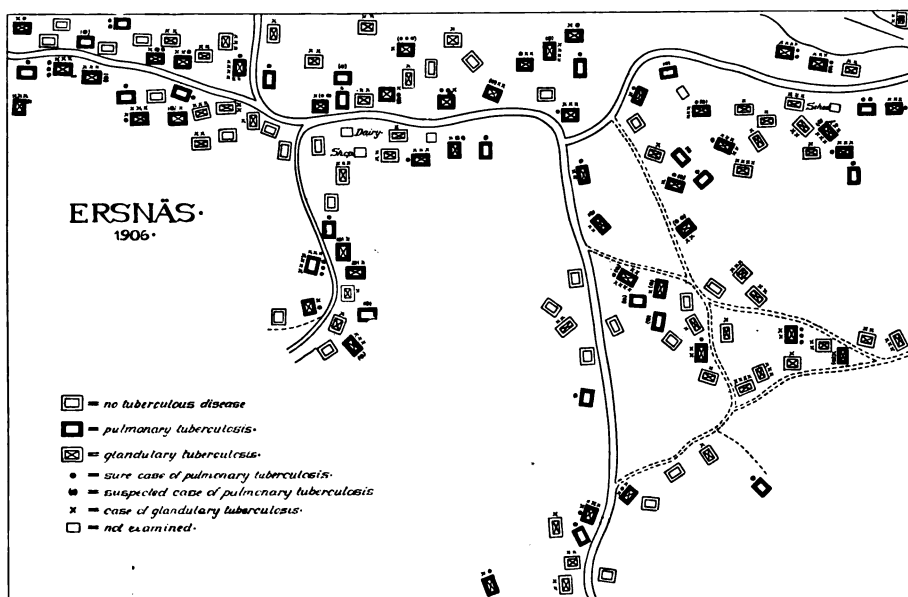 School
Dairy
Shop
ERSNÄS.
1906.
= no tuberculous disease
= pulmonary tuberculosis.
= glandulary tuberculosis.
= sure case of pulmonary tuberculosis.
= suspected case of pulmonary tuberculosis
= case of glandulary tuberculosis.
= not examined.